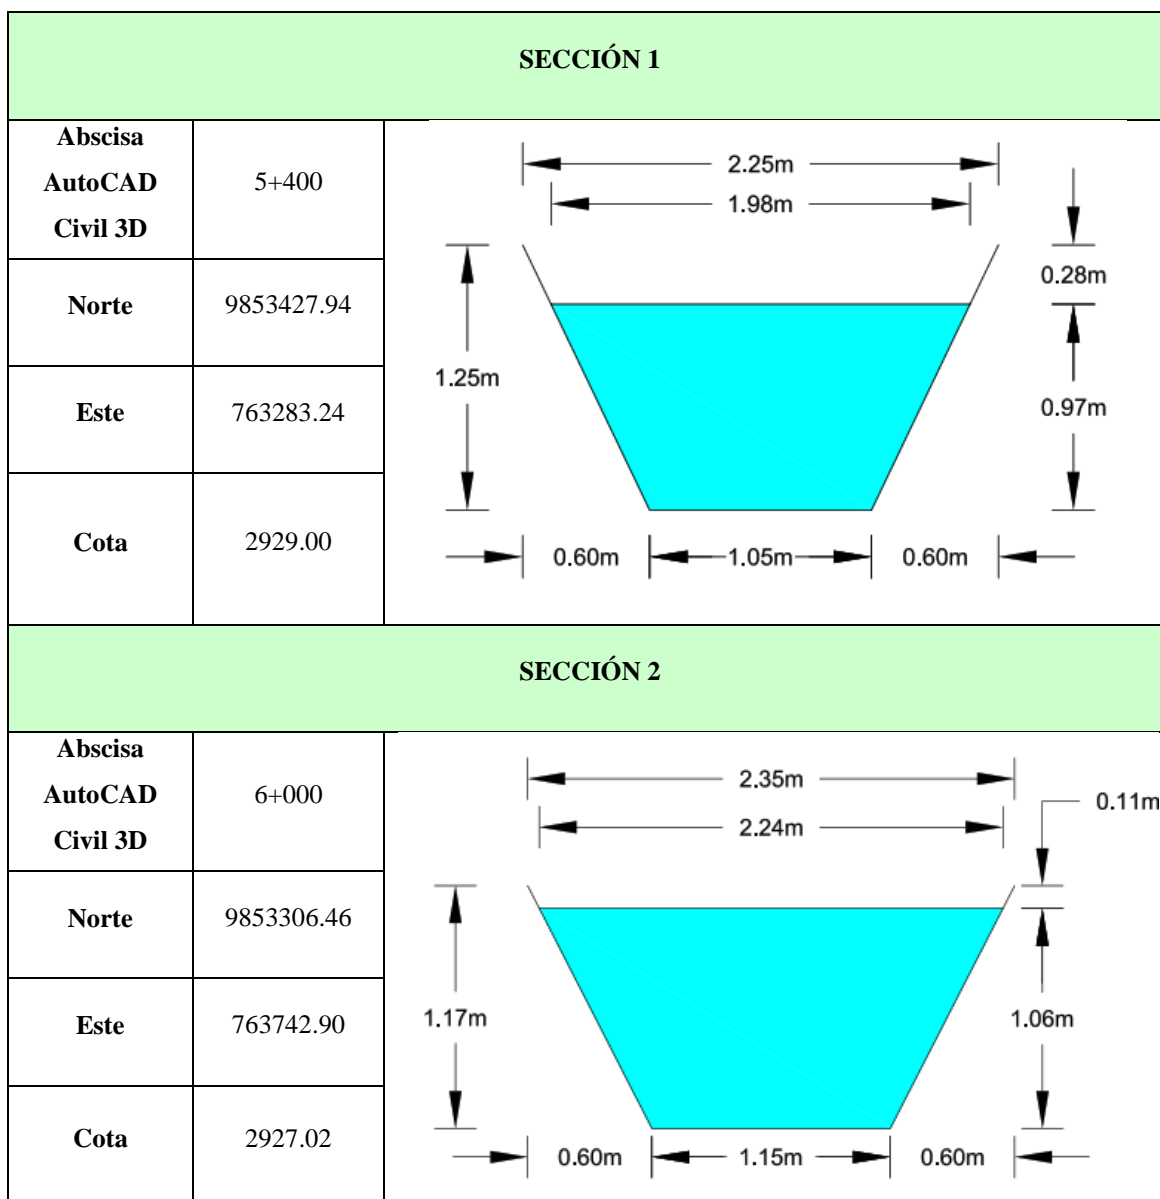 SECCIÓN 1
Abscisa
AutoCAD
Civil 3D
5+400
Norte
9853427.94
Este
763283.24
Cota
2929.00
2.25m
1.98m
0.28m
1.25m
0.97m
0.60m
1.05m
0.60m
SECCIÓN 2
Abscisa
AutoCAD
Civil 3D
6+000
Norte
9853306.46
Este
763742.90
Cota
2927.02
2.35m
0.11m
2.24m
1.17m
1.06m
0.60m
1.15m
0.60m